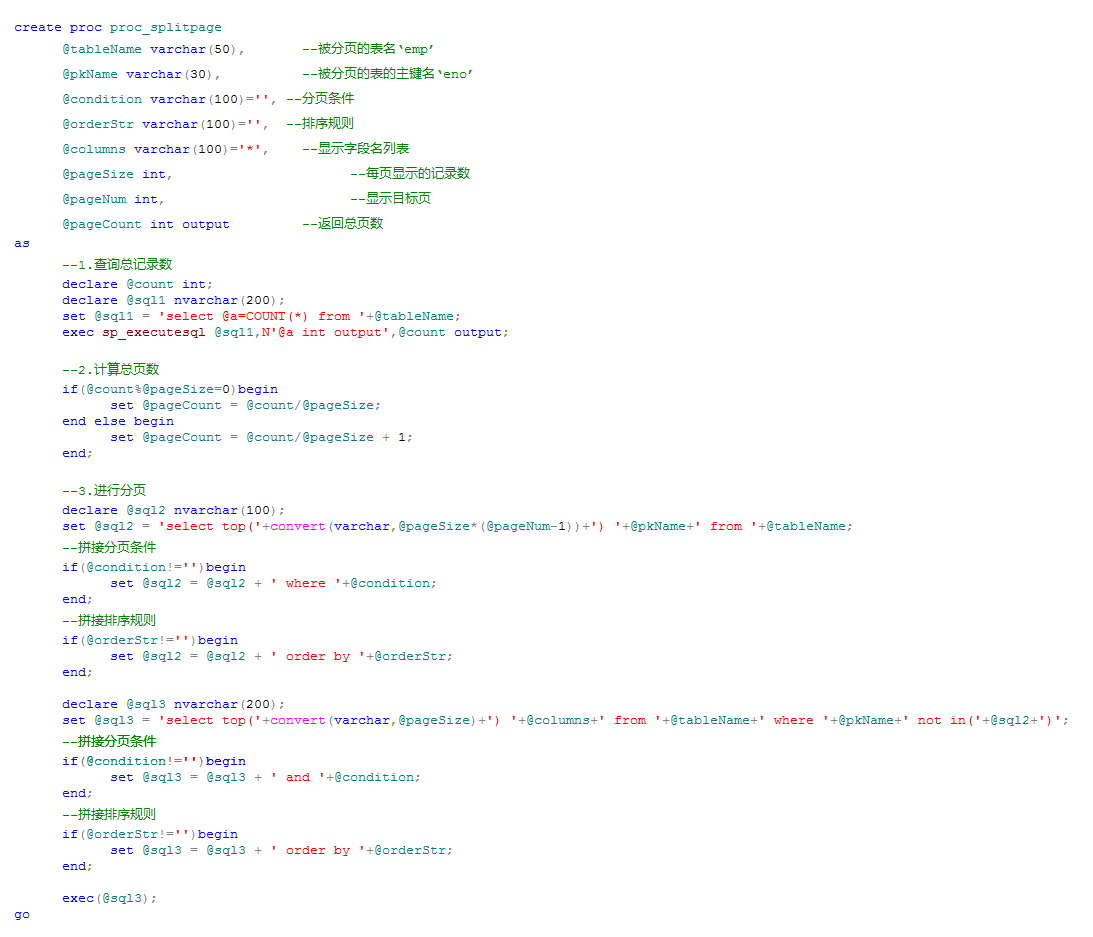 create proc proc_splitpage
@tableName varchar(50), --被分页的表名‘emp’
@pkName varchar(30), --被分页的表的主键名‘eno’
@condition varchar(100)='', --分页条件
@orderStr varchar(100)='', --排序规则
@columns varchar(100)='*', --显示字段名列表
@pageSize int, --每页显示的记录数
@pageNum int, --显示目标页
@pageCount int output --返回总页数
as
--1.查询总记录数
declare @count int;
declare @sql1 nvarchar(200);
set @sql1 = 'select @a=COUNT(*) from '+@tableName;
exec sp_executesql @sql1,N'@a int output',@count output;
--2.计算总页数
if(@count%@pageSize=0)begin
set @pageCount = @count/@pageSize;
end else begin
set @pageCount = @count/@pageSize + 1;
end;
--3.进行分页
declare @sql2 nvarchar(100);
set @sql2 = 'select top('+convert(varchar,@pageSize*(@pageNum-1))+') '+@pkName+' from '+@tableName;
--拼接分页条件
if(@condition!='')begin
set @sql2 = @sql2 + ' where '+@condition;
end;
--拼接排序规则
if(@orderStr!='')begin
set @sql2 = @sql2 + ' order by '+@orderStr;
end;
declare @sql3 nvarchar(200);
set @sql3 = 'select top('+convert(varchar,@pageSize)+') '+@columns+' from '+@tableName+' where '+@pkName+' not in('+@sql2+')';
--拼接分页条件
if(@condition!='')begin
set @sql3 = @sql3 + ' and '+@condition;
end;
--拼接排序规则
if(@orderStr!='')begin
set @sql3 = @sql3 + ' order by '+@orderStr;
end;
exec(@sql3);
go